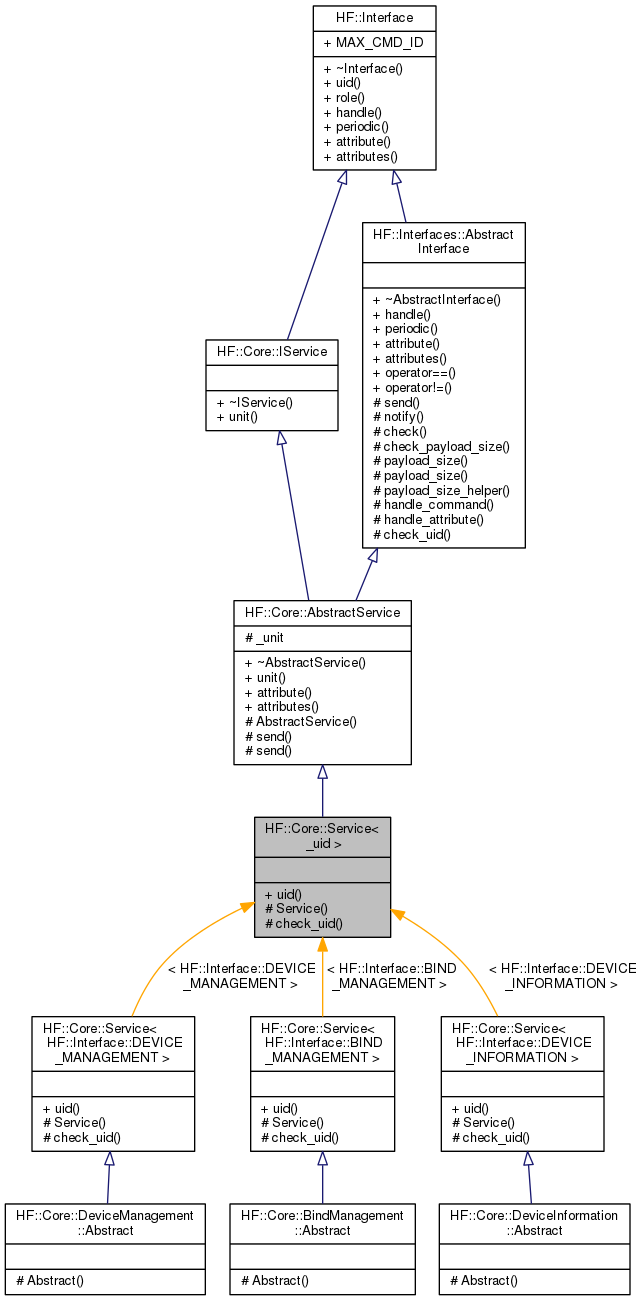 HF::Interface
+ MAX_CMD_ID
+ ~Interface()
+ uid()
+ role()
+ handle()
+ periodic()
+ attribute()
+ attributes()
HF::Interfaces::Abstract
Interface
+ ~AbstractInterface()
+ handle()
+ periodic()
+ attribute()
+ attributes()
+ operator==()
+ operator!=()
# send()
# notify()
# check()
# check_payload_size()
# payload_size()
# payload_size()
# payload_size_helper()
# handle_command()
# handle_attribute()
# check_uid()
HF::Core::IService
+ ~IService()
+ unit()
HF::Core::AbstractService
# _unit
+ ~AbstractService()
+ unit()
+ attribute()
+ attributes()
# AbstractService()
# send()
# send()
HF::Core::Service<
_uid >
+ uid()
# Service()
# check_uid()
< HF::Interface::DEVICE
_MANAGEMENT >
< HF::Interface::BIND
_MANAGEMENT >
< HF::Interface::DEVICE
_INFORMATION >
HF::Core::Service<
HF::Interface::DEVICE
_MANAGEMENT >
+ uid()
# Service()
# check_uid()
HF::Core::Service<
HF::Interface::BIND
_MANAGEMENT >
+ uid()
# Service()
# check_uid()
HF::Core::Service<
HF::Interface::DEVICE
_INFORMATION >
+ uid()
# Service()
# check_uid()
HF::Core::DeviceManagement
::Abstract
# Abstract()
HF::Core::BindManagement
::Abstract
# Abstract()
HF::Core::DeviceInformation
::Abstract
# Abstract()